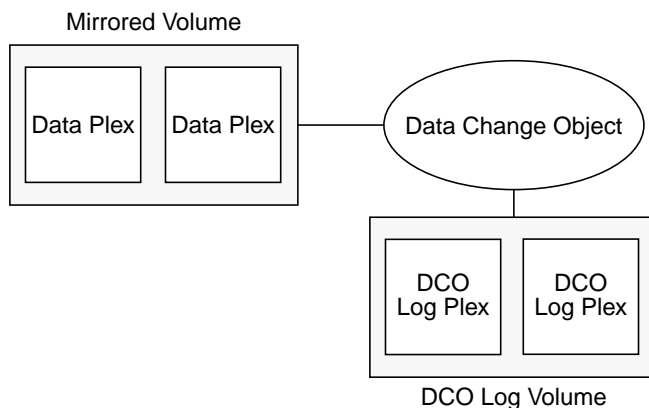 Mirrored Volume
Data Plex
Data Plex
Data Change Object
DCO
Log Plex
DCO
Log Plex
DCO Log Volume